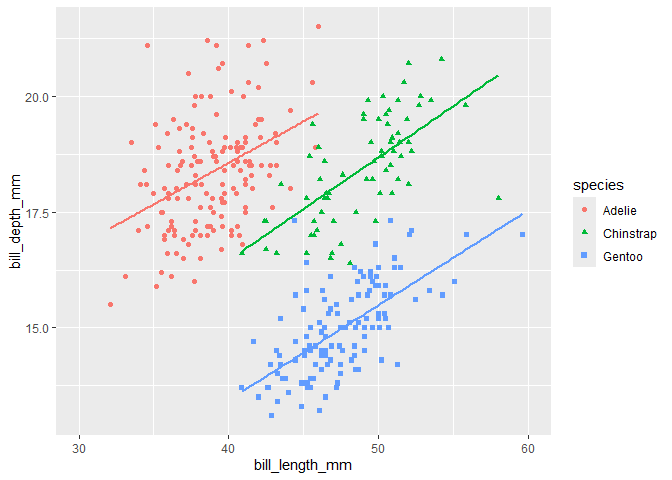 20.0
17.5
15.0
bill_depth_mm
30
40
50
60
bill_length_mm
species
Adelie
Chinstrap
Gentoo